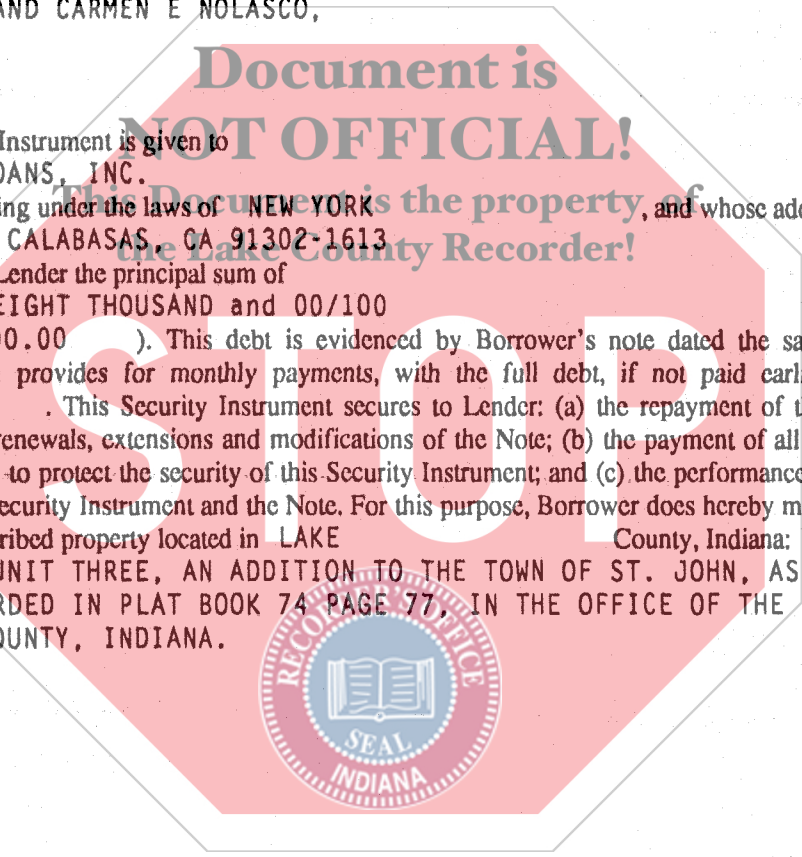 AND CARMEN E NOLASCO,
Document is
NOT OFFICIAL!
Instrument is given to
OANS, INC.
This Document is the property of
ing under the laws of NEW YORK , and whose add
CALABASAS, CA 91302-1613
the Lake County Recorder!
Lender the principal sum of
EIGHT THOUSAND and 00/100
00.00 ). This debt is evidenced by Borrower's note dated the sa
provides for monthly payments, with the full debt, if not paid earl
. This Security Instrument secures to Lender: (a) the repayment of t
renewals, extensions and modifications of the Note; (b) the payment of all
to protect the security of this Security Instrument; and (c) the performance
ecurity Instrument and the Note. For this purpose, Borrower does hereby m
STOP
ribed property located in LAKE County, Indiana:
UNIT THREE, AN ADDITION TO THE TOWN OF ST. JOHN, AS
RDED IN PLAT BOOK 74 PAGE 77, IN THE OFFICE OF THE
OUNTY, INDIANA.
RECORDER'S OFFICE
SEAL
INDIANA